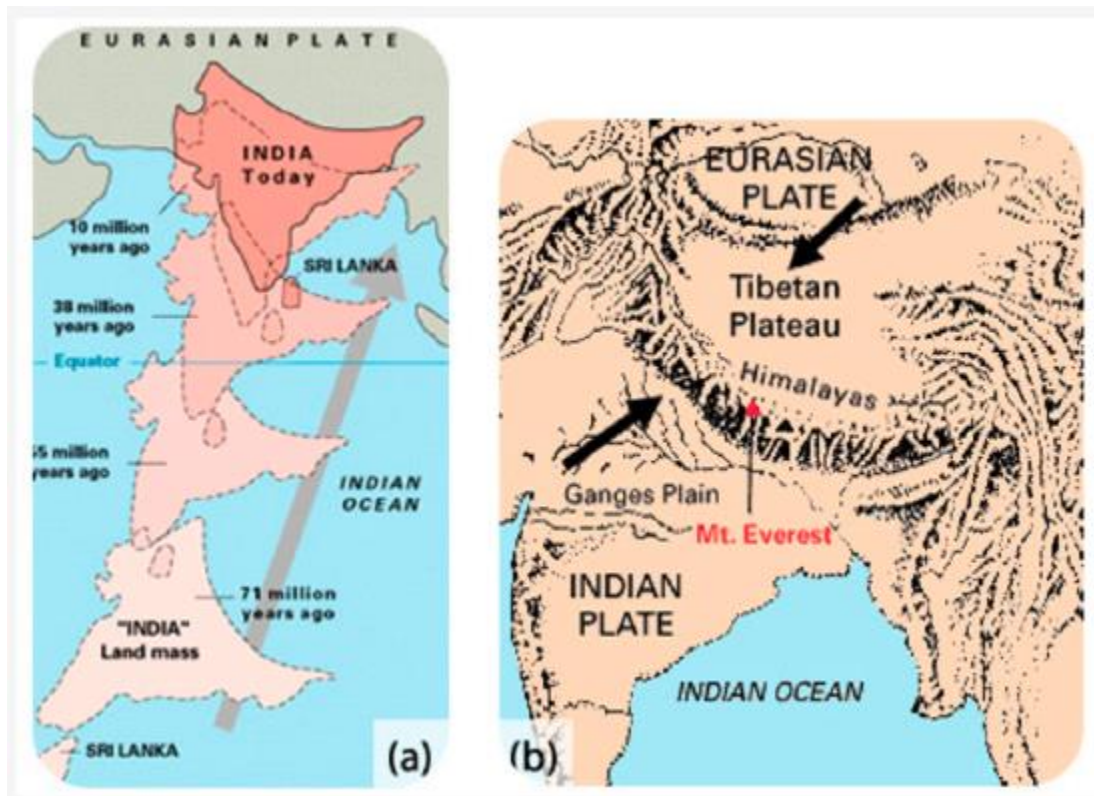 EURASIAN PLATE
INDIA
Today
10 million
years ago
SRI LANKA
38 million
years ago
Equator
55 million
years ago
INDIAN
OCEAN
71 million
years ago
"INDIA"
Land mass
SRI LANKA
(a)
EURASIAN
PLATE
Tibetan
Plateau
Himalayas
Ganges Plain
Mt. Everest
INDIAN
PLATE
INDIAN OCEAN
(b)